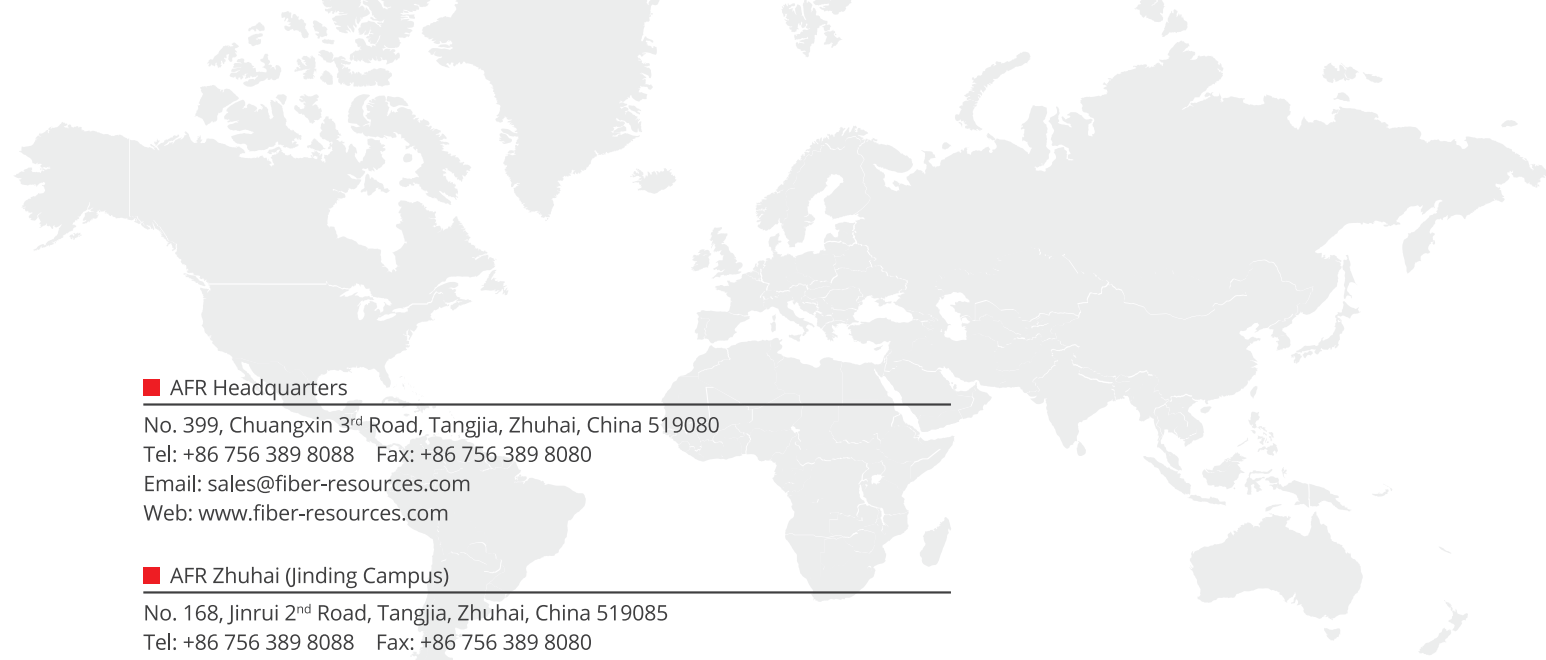 AFR Headquarters
No. 399, Chuangxin 3rd Road, Tangjia, Zhuhai, China 519080
Tel: +86 756 389 8088 Fax: +86 756 389 8080
Email: sales@fiber-resources.com
Web: www.fiber-resources.com
AFR Zhuhai (Jinding Campus)
No. 168, Jinrui 2nd Road, Tangjia, Zhuhai, China 519085
Tel: +86 756 389 8088 Fax: +86 756 389 8080